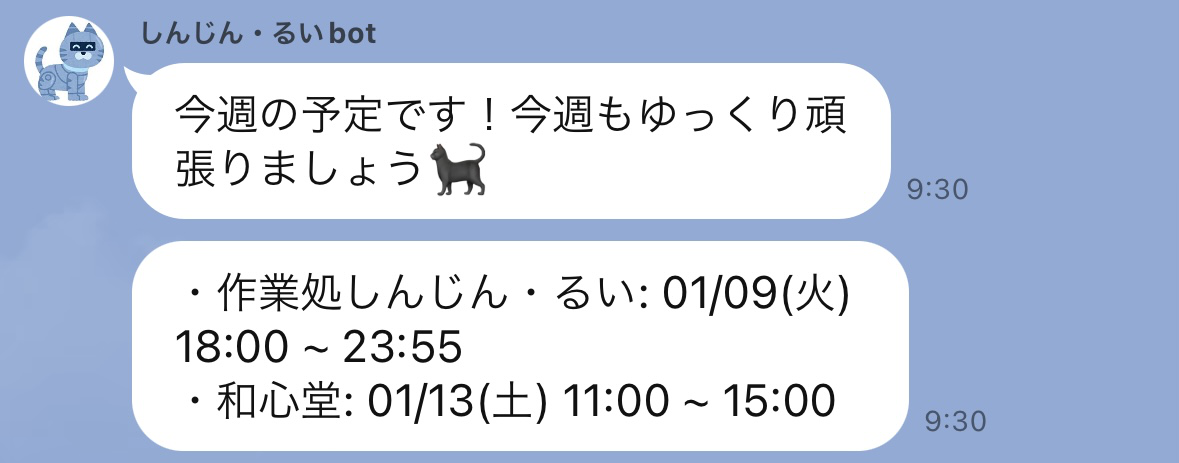 しんじん・るいbot
今週の予定です！今週もゆっくり頑
張りましょう🐈‍⬛
9:30
・作業処しんじん・るい: 01/09(火)
18:00 ~ 23:55
・和心堂: 01/13(土) 11:00 ~ 15:00
9:30